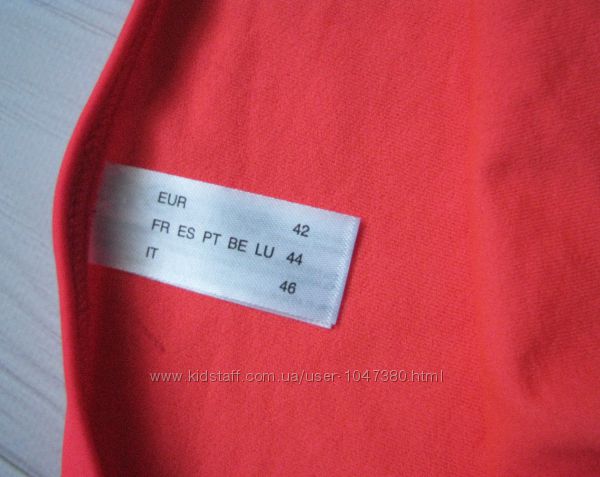 EUR 42
FR ES PT BE LU 44
IT 46
www.kidstaff.com.ua/user-1047380.html